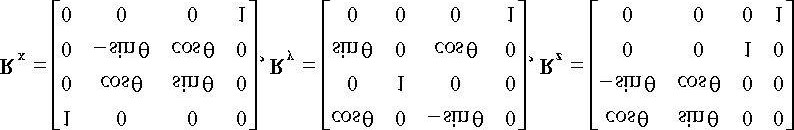 1 0 0 0 cosθ 0 -sinθ 0 cosθ sinθ 0 0
0 cosθ sinθ 0 0 1 0 0 -sinθ cosθ 0 0
R_x = , R_y = , R_z =
0 -sinθ cosθ 0 sinθ 0 cosθ 0 0 0 1 0
0 0 0 1 0 0 0 1 0 0 0 1